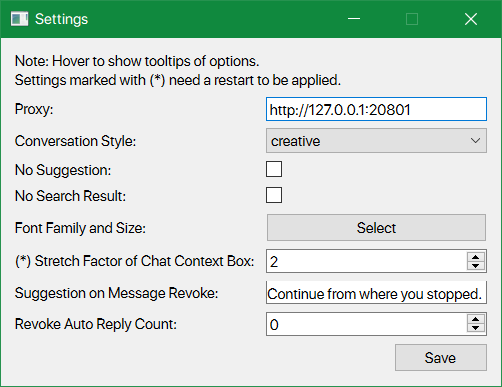 Settings
Note: Hover to show tooltips of options.
Settings marked with (*) need a restart to be applied.
Proxy: http://127.0.0.1:20801
Conversation Style: creative
No Suggestion:
No Search Result:
Font Family and Size: Select
(*) Stretch Factor of Chat Context Box: 2
Suggestion on Message Revoke: Continue from where you stopped.
Revoke Auto Reply Count: 0
Save